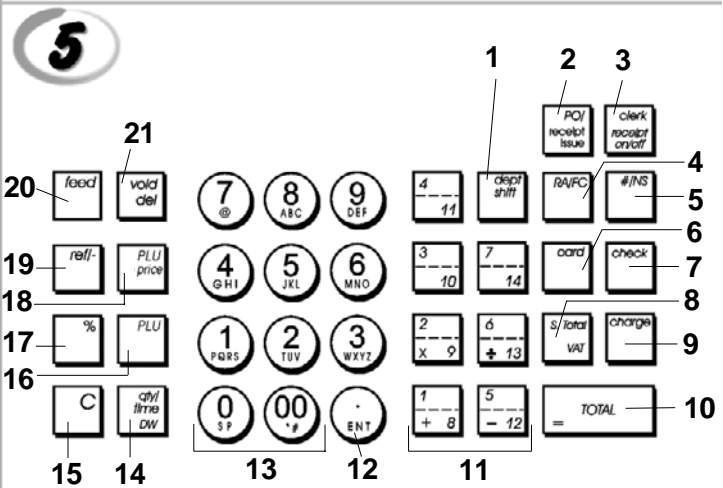 5
1
2
3
PO/
receipt
issue
clerk
receipt
on/off
21
20
feed
void
del
7
@
8
ABC
9
DEF
4
11
dept
shift
RA/FC
#/NS
4
5
19
ref/-
PLU
price
18
4
GHI
5
JKL
6
MNO
3
10
7
14
card
check
6
7
17
%
PLU
16
1
PQRS
2
TUV
3
WXYZ
2
x 9
6
÷ 13
S.Total
VAT
charge
8
9
C
qty/
time
DW
0
SP
00
'#
.
ENT
1
+ 8
5
- 12
TOTAL
=
10
15
14
13
12
11